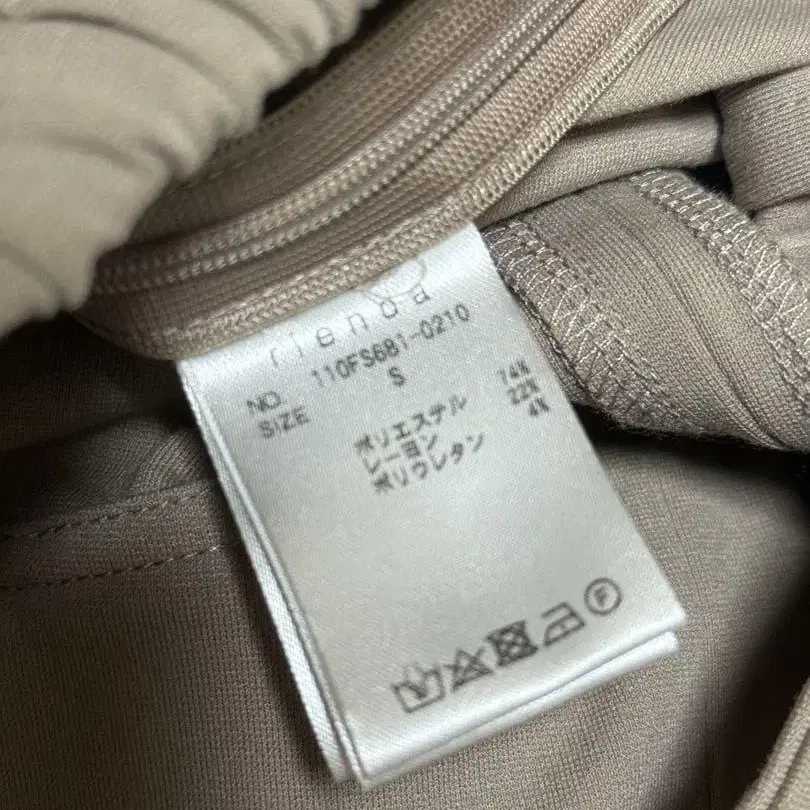 rienda
NO. 110FS681-0210
SIZE S
ポリエステル 74%
レーヨン 22%
ポリウレタン 4%
F